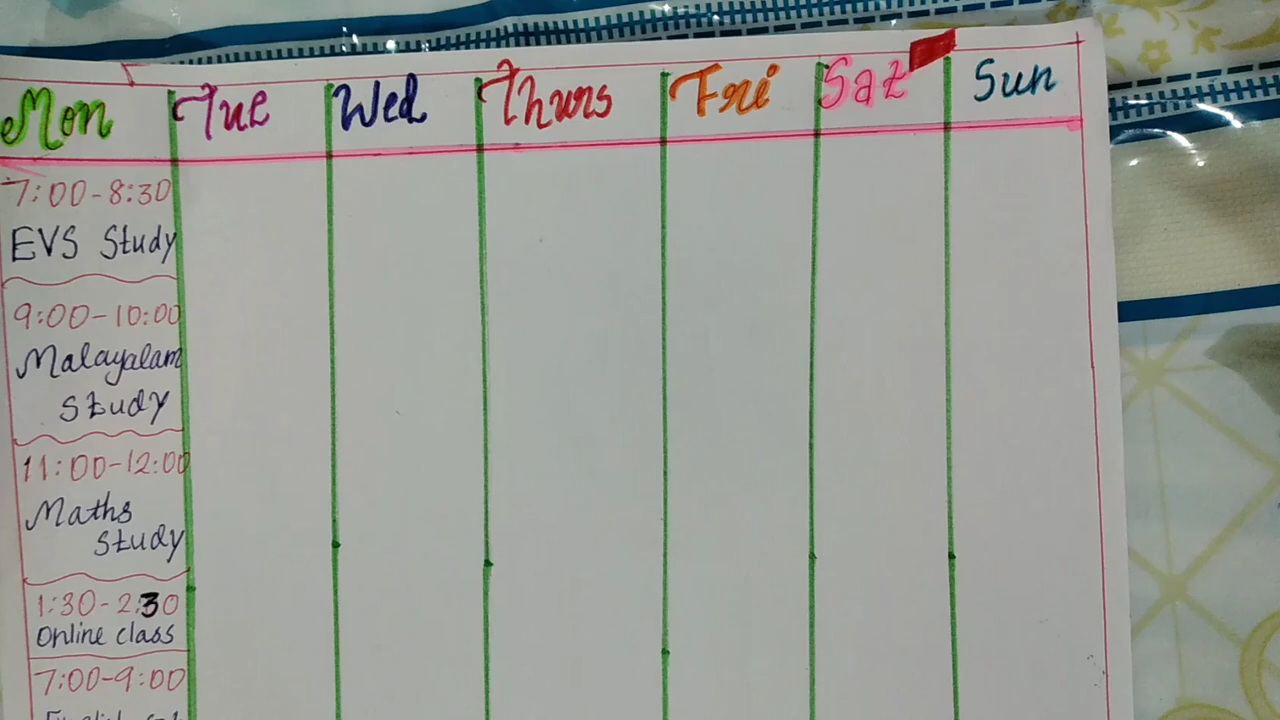 Mon Tue Wed Thurs Fri Sat Sun
7:00-8:30
EVS Study
9:00-10:00
Malayalam
Study
11:00-12:00
Maths
Study
1:30-2:30
Online class
7:00-9:00